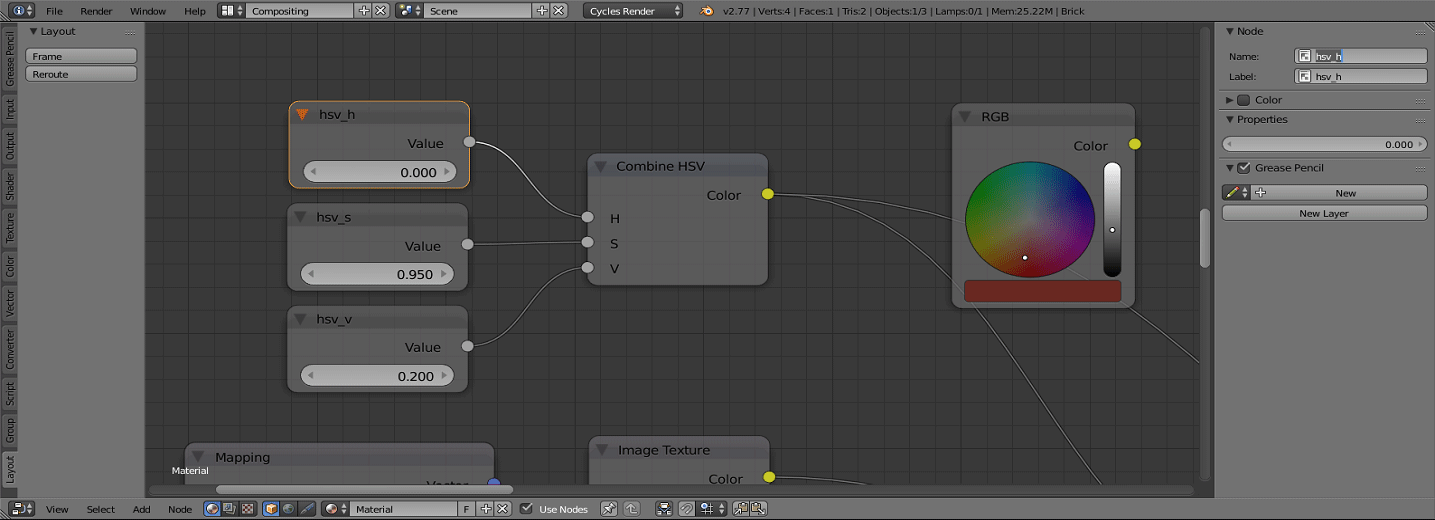 File Render Window Help Compositing Scene Cycles Render v2.77 | Verts:4 | Faces:1 | Tris:2 | Objects:1/3 | Lamps:0/1 | Mem:25.22M | Brick
Layout
Frame
Reroute
Grease Pencil
Input
Output
Shader
Texture
Color
Vector
Converter
Script
Group
Layout
hsv_h
Value
0.000
hsv_s
Value
0.950
hsv_v
Value
0.200
Combine HSV
Color
H
S
V
RGB
Color
Mapping
Material
Vector
Image Texture
Color
Node
Name: hsv_h
Label: hsv_h
Color
Properties
0.000
Grease Pencil
New
New Layer
View Select Add Node Material F Use Nodes